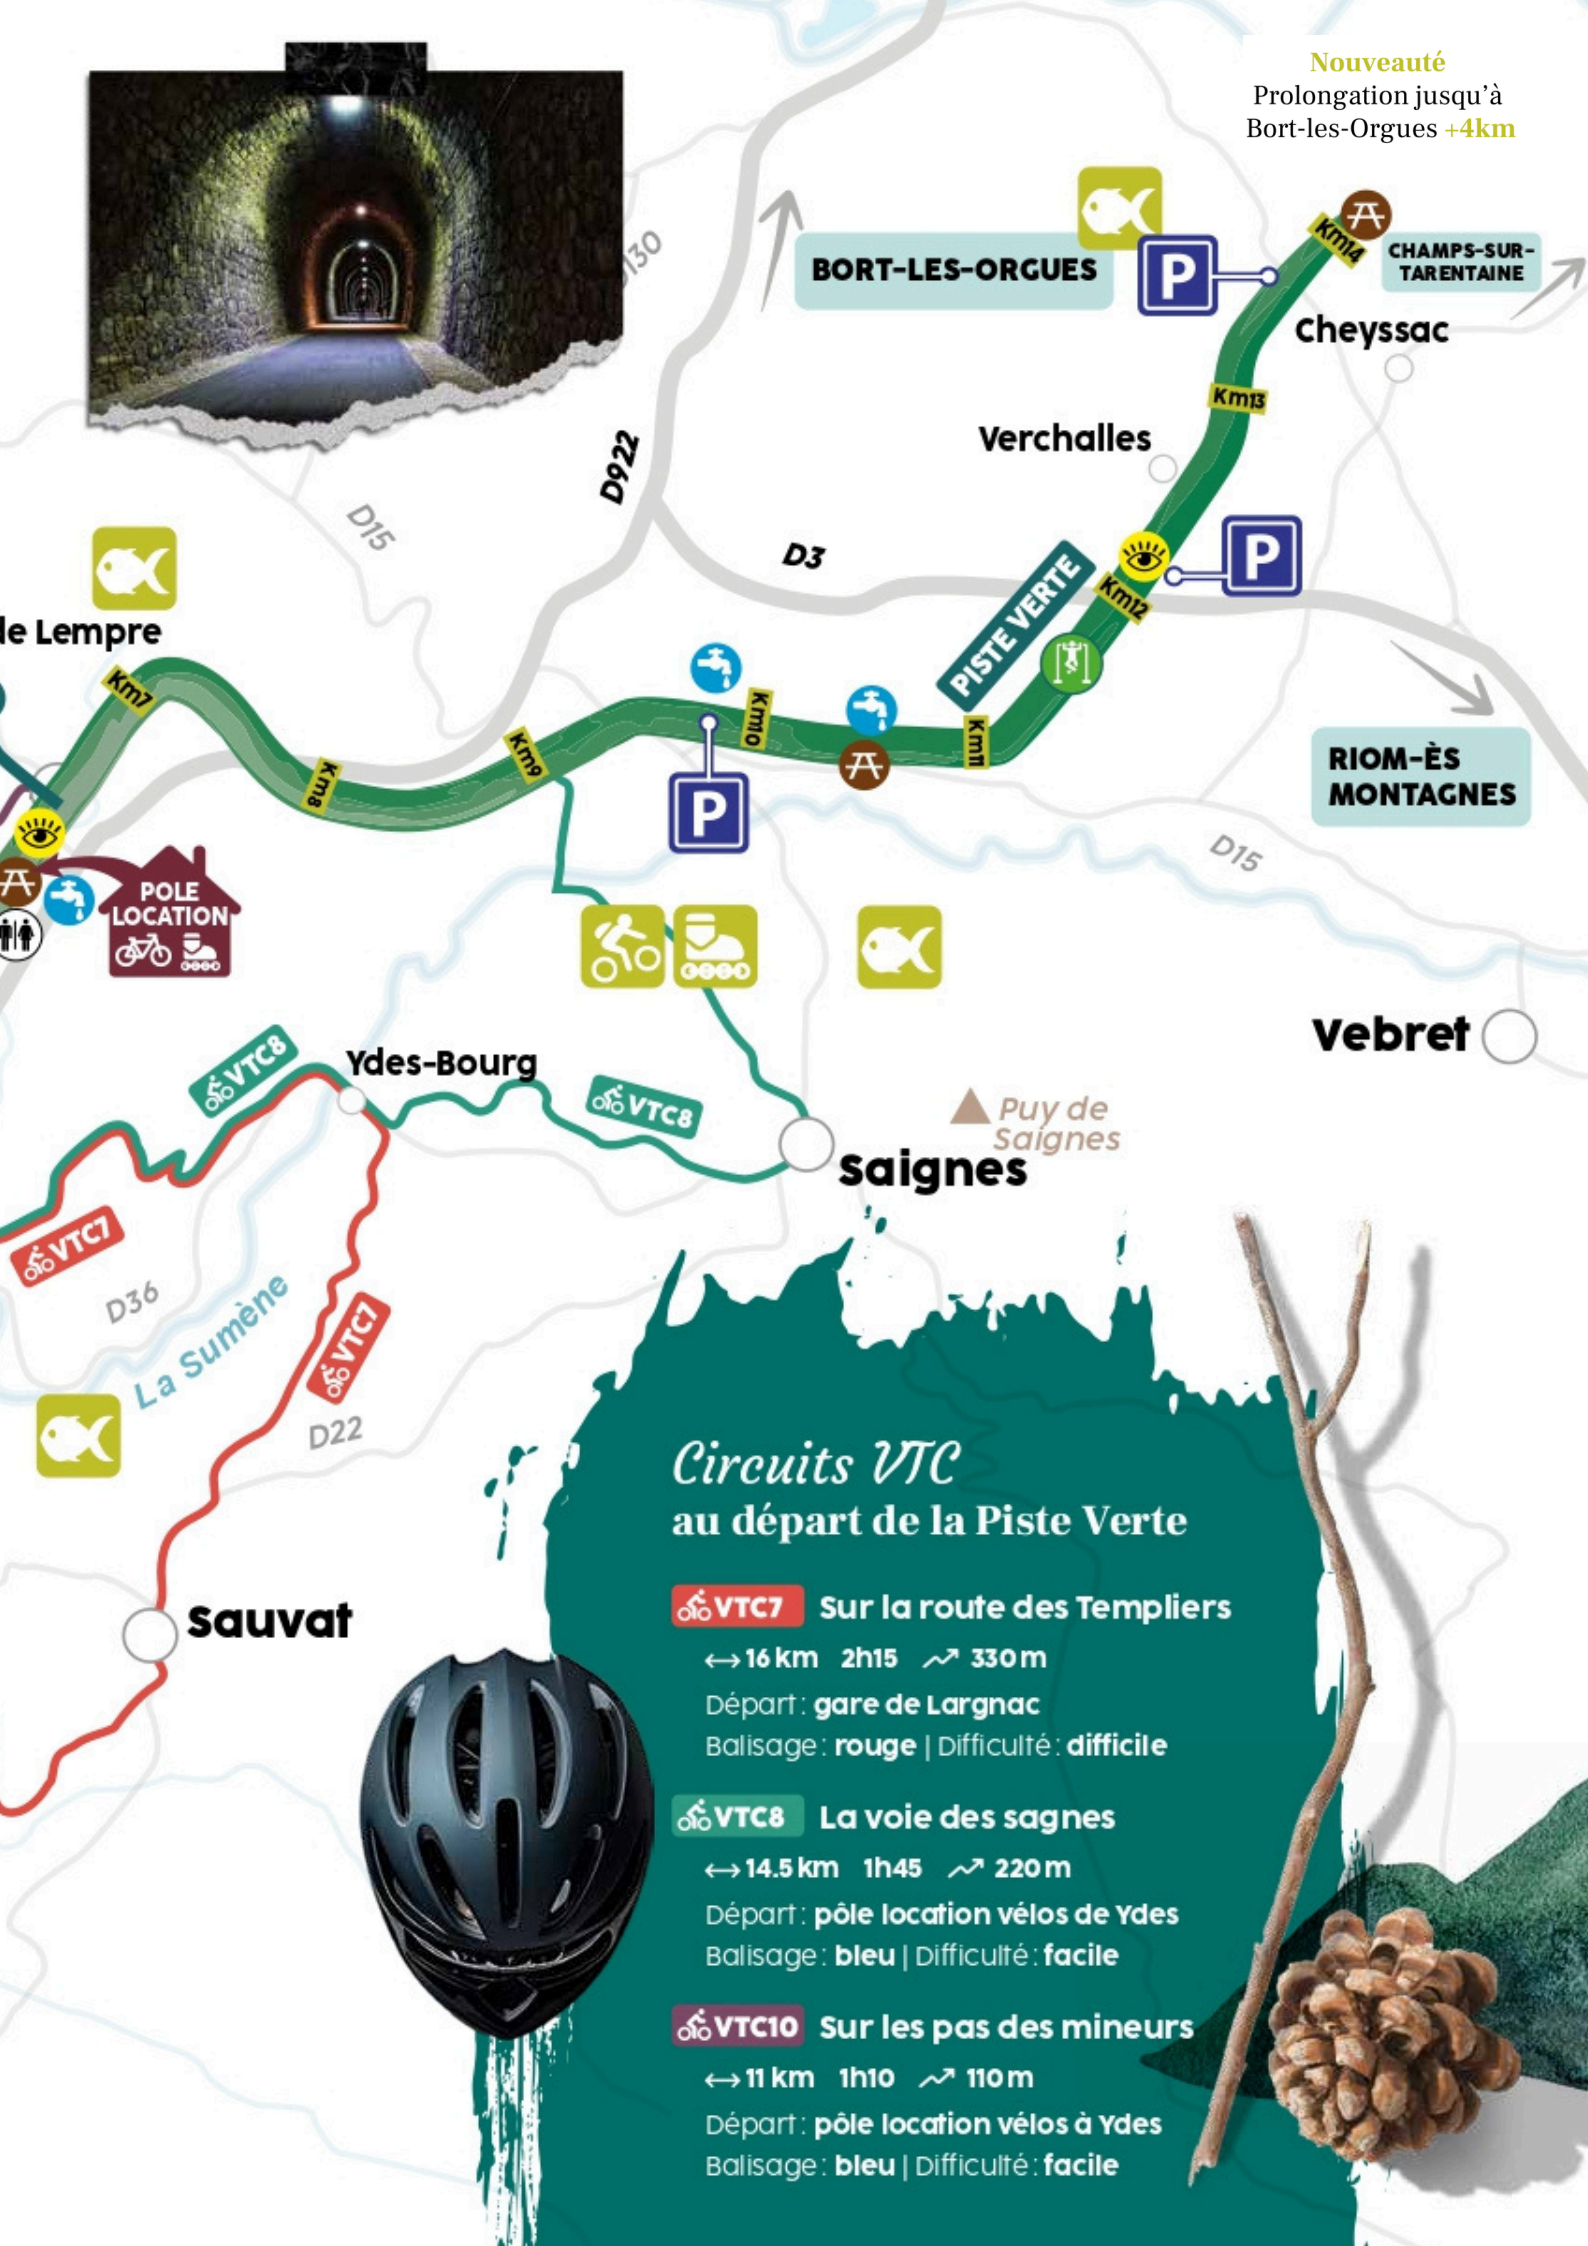 Nouveauté
Prolongation jusqu'à
Bort-les-Orgues +4km
BORT-LES-ORGUES
P
Km14
CHAMPS-SUR-
TARENTAINE
Cheyssac
Km13
Verchalles
D922
D15
D3
P
PISTE VERTE
Km12
de Lempre
Km7
Km8
Km9
Km10
Km11
P
RIOM-ÈS
MONTAGNES
D15
POLE
LOCATION
Vebret
VTC8
Ydes-Bourg
VTC8
Puy de
Saignes
Saignes
VTC7
D36
La Sumène
VTC7
D22
Sauvat
Circuits VTC
au départ de la Piste Verte
VTC7 Sur la route des Templiers
16 km 2h15 330 m
Départ : gare de Largnac
Balisage : rouge | Difficulté : difficile
VTC8 La voie des sagnes
14.5 km 1h45 220 m
Départ : pôle location vélos de Ydes
Balisage : bleu | Difficulté : facile
VTC10 Sur les pas des mineurs
11 km 1h10 110 m
Départ : pôle location vélos à Ydes
Balisage : bleu | Difficulté : facile